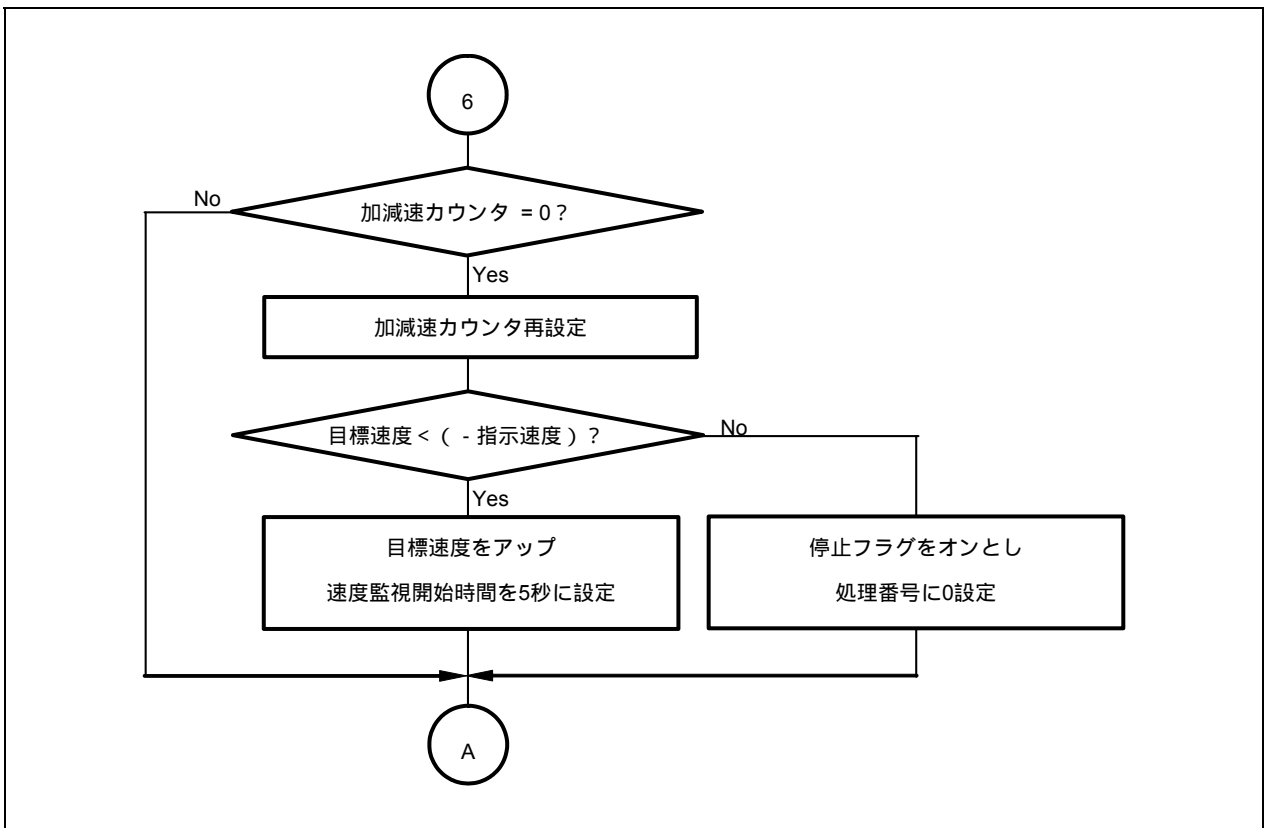 6
No
加減速カウンタ = 0？
Yes
加減速カウンタ再設定
目標速度 < （ - 指示速度 ） ？
No
Yes
目標速度をアップ
速度監視開始時間を5秒に設定
停止フラグをオンとし
処理番号に0設定
A